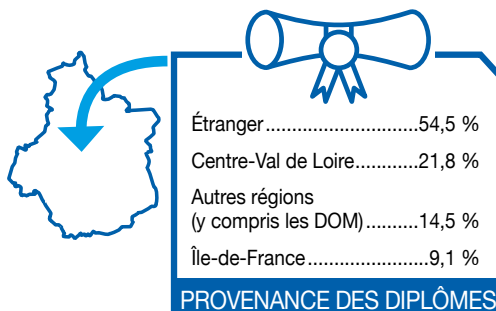 Étranger............................54,5 %
Centre-Val de Loire...........21,8 %
Autres régions
(y compris les DOM)..........14,5 %
Île-de-France......................9,1 %
PROVENANCE DES DIPLÔMES